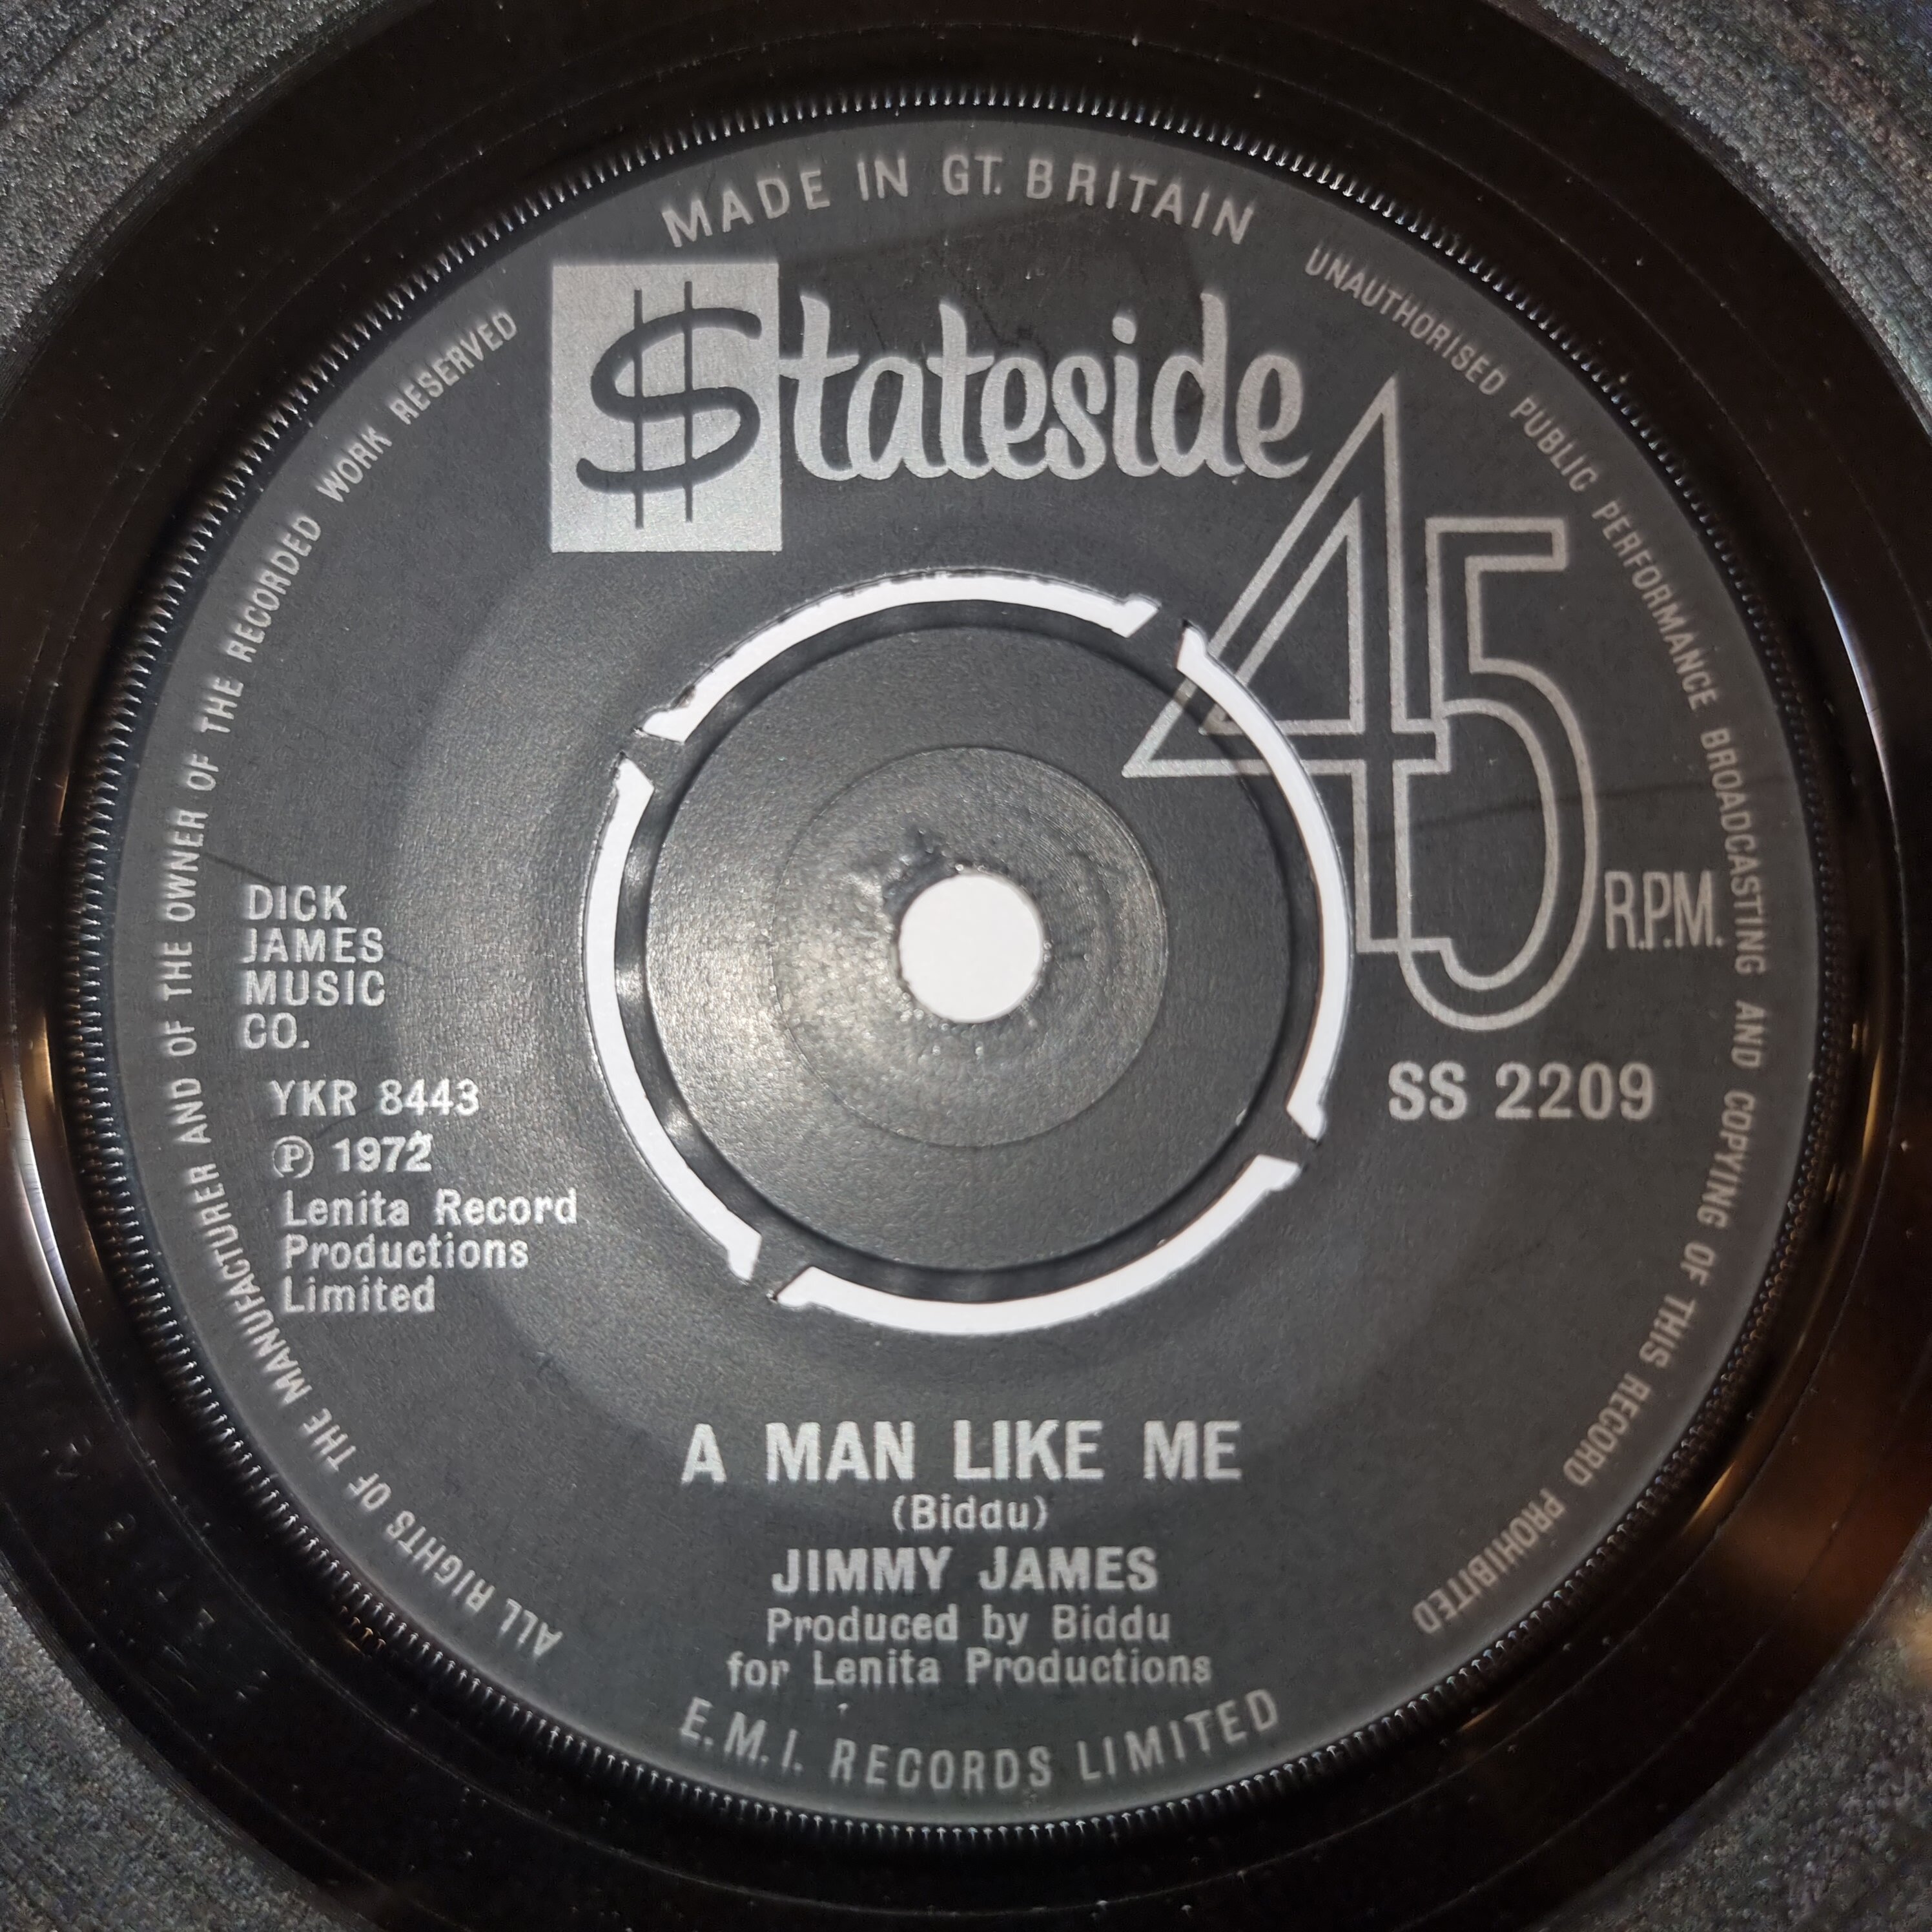 MADE IN GT. BRITAIN
UNAUTHORISED PUBLIC PERFORMANCE BROADCASTING AND COPYING OF THIS RECORD PROHIBITED
ALL RIGHTS OF THE MANUFACTURER AND OF THE OWNER OF THE RECORDED WORK RESERVED
$tateside
45
R.P.M.
DICK
JAMES
MUSIC
CO.
YKR 8443
℗ 1972
Lenita Record
Productions
Limited
SS 2209
A MAN LIKE ME
(Biddu)
JIMMY JAMES
Produced by Biddu
for Lenita Productions
E.M.I. RECORDS LIMITED